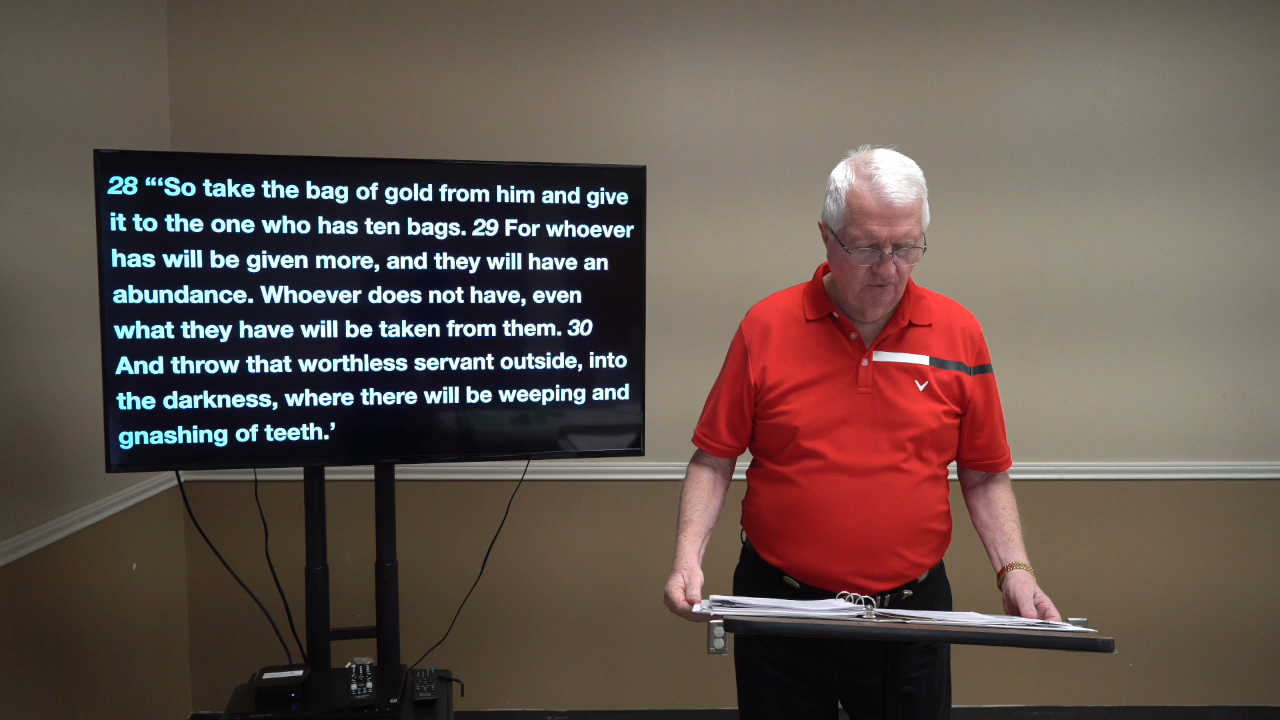 28 “‘So take the bag of gold from him and give
it to the one who has ten bags. 29 For whoever
has will be given more, and they will have an
abundance. Whoever does not have, even
what they have will be taken from them. 30
And throw that worthless servant outside, into
the darkness, where there will be weeping and
gnashing of teeth.’